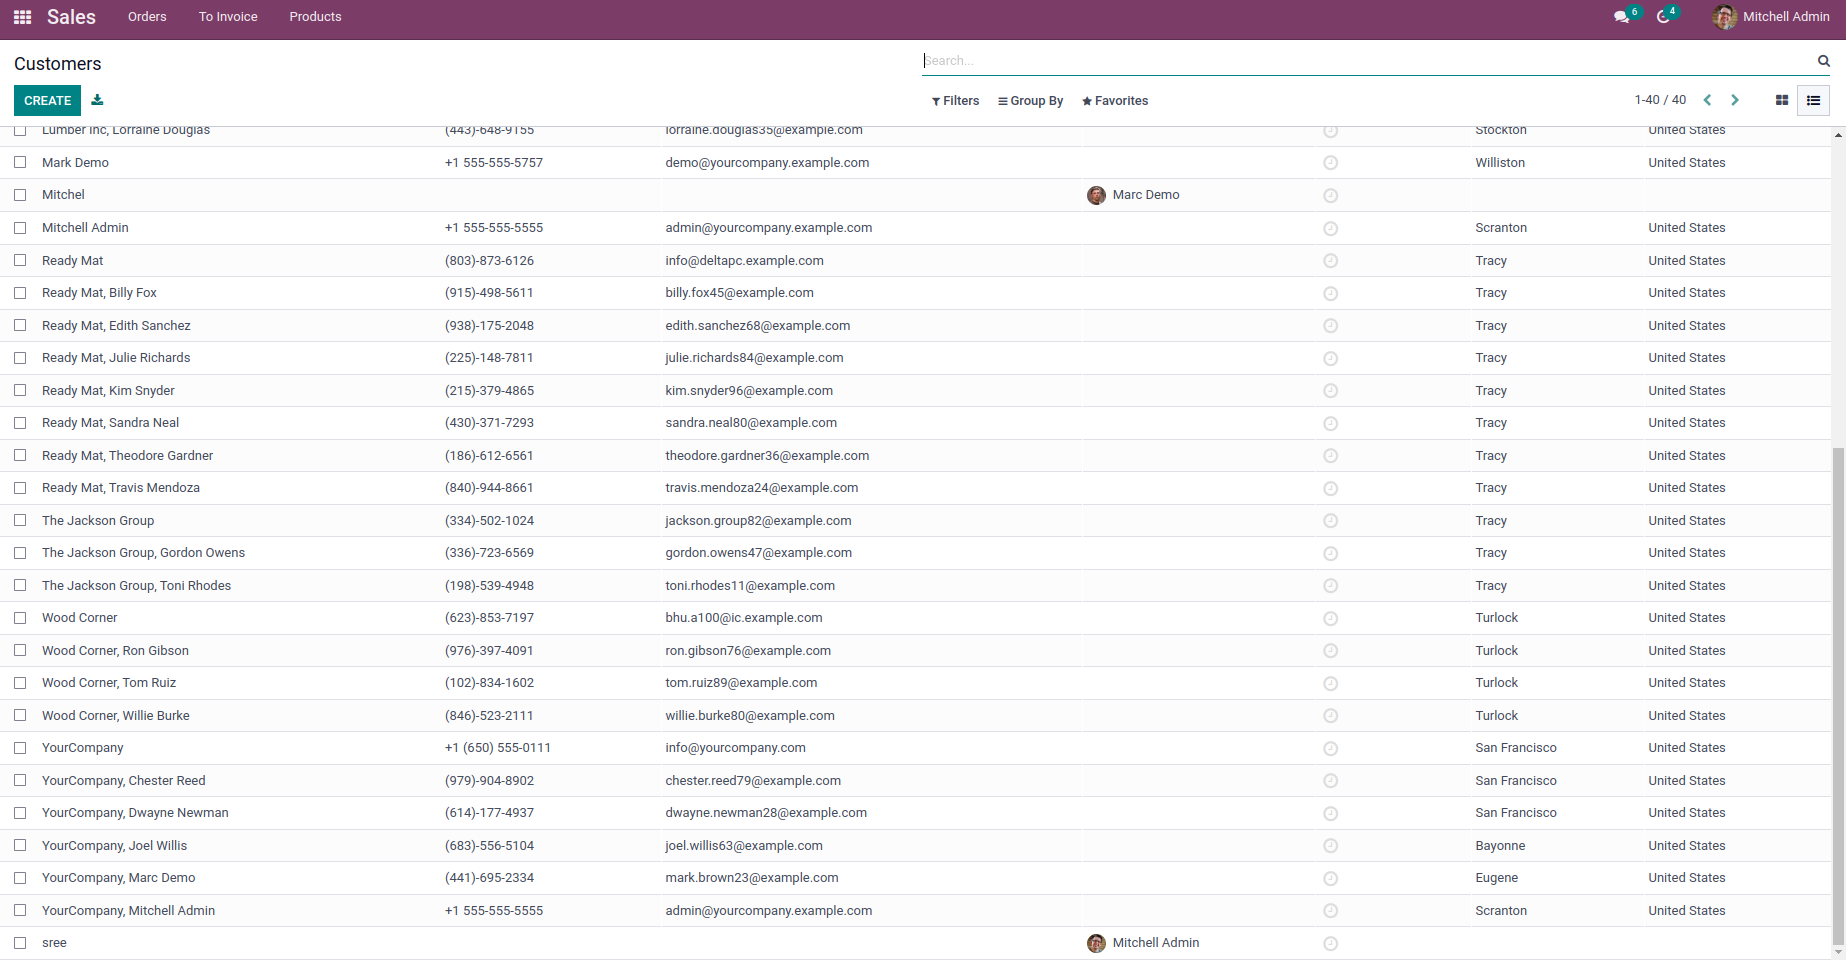 Sales Orders To Invoice Products 6 4 Mitchell Admin
Customers Search...
CREATE Filters Group By Favorites 1-40 / 40
Lumber Inc, Lorraine Douglas (443)-648-9155 lorraine.douglas35@example.com Stockton United States
Mark Demo +1 555-555-5757 demo@yourcompany.example.com Williston United States
Mitchel Marc Demo
Mitchell Admin +1 555-555-5555 admin@yourcompany.example.com Scranton United States
Ready Mat (803)-873-6126 info@deltapc.example.com Tracy United States
Ready Mat, Billy Fox (915)-498-5611 billy.fox45@example.com Tracy United States
Ready Mat, Edith Sanchez (938)-175-2048 edith.sanchez68@example.com Tracy United States
Ready Mat, Julie Richards (225)-148-7811 julie.richards84@example.com Tracy United States
Ready Mat, Kim Snyder (215)-379-4865 kim.snyder96@example.com Tracy United States
Ready Mat, Sandra Neal (430)-371-7293 sandra.neal80@example.com Tracy United States
Ready Mat, Theodore Gardner (186)-612-6561 theodore.gardner36@example.com Tracy United States
Ready Mat, Travis Mendoza (840)-944-8661 travis.mendoza24@example.com Tracy United States
The Jackson Group (334)-502-1024 jackson.group82@example.com Tracy United States
The Jackson Group, Gordon Owens (336)-723-6569 gordon.owens47@example.com Tracy United States
The Jackson Group, Toni Rhodes (198)-539-4948 toni.rhodes11@example.com Tracy United States
Wood Corner (623)-853-7197 bhu.a100@ic.example.com Turlock United States
Wood Corner, Ron Gibson (976)-397-4091 ron.gibson76@example.com Turlock United States
Wood Corner, Tom Ruiz (102)-834-1602 tom.ruiz89@example.com Turlock United States
Wood Corner, Willie Burke (846)-523-2111 willie.burke80@example.com Turlock United States
YourCompany +1 (650) 555-0111 info@yourcompany.com San Francisco United States
YourCompany, Chester Reed (979)-904-8902 chester.reed79@example.com San Francisco United States
YourCompany, Dwayne Newman (614)-177-4937 dwayne.newman28@example.com San Francisco United States
YourCompany, Joel Willis (683)-556-5104 joel.willis63@example.com Bayonne United States
YourCompany, Marc Demo (441)-695-2334 mark.brown23@example.com Eugene United States
YourCompany, Mitchell Admin +1 555-555-5555 admin@yourcompany.example.com Scranton United States
sree Mitchell Admin